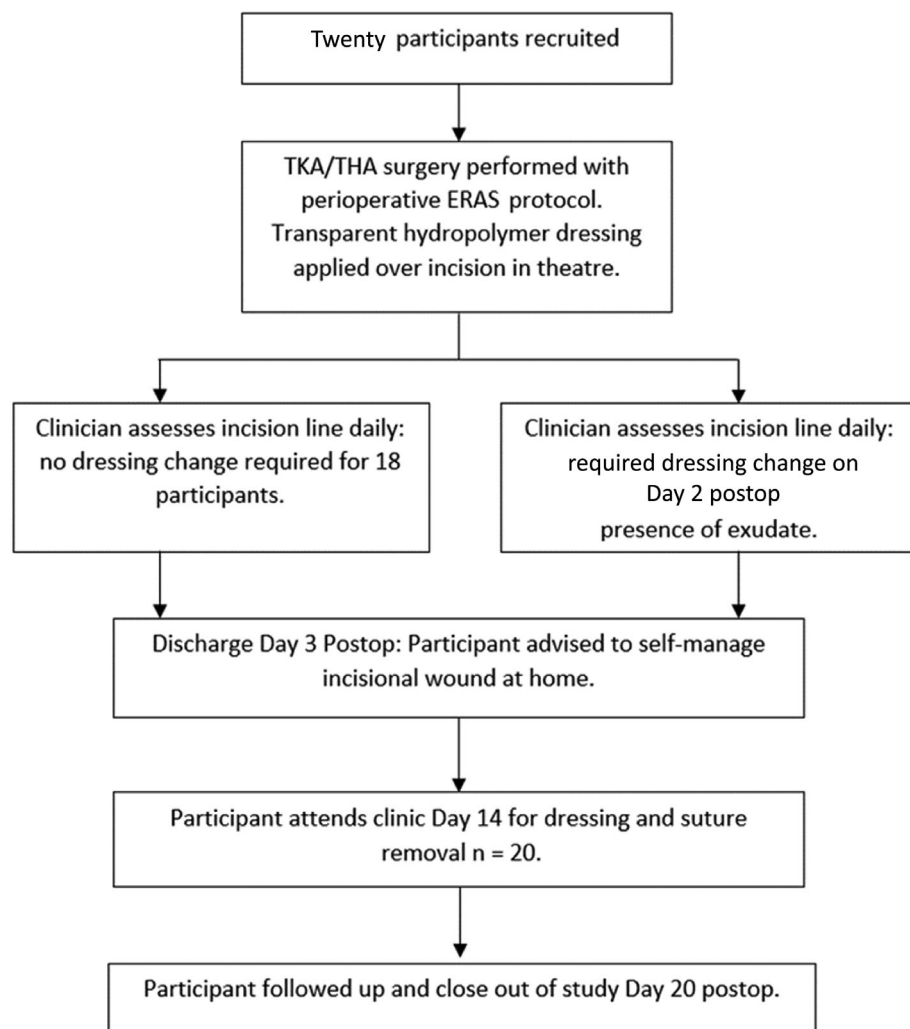 Twenty participants recruited
TKA/THA surgery performed with
perioperative ERAS protocol.
Transparent hydropolymer dressing
applied over incision in theatre.
Clinician assesses incision line daily:
no dressing change required for 18
participants.
Clinician assesses incision line daily:
required dressing change on
Day 2 postop
presence of exudate.
Discharge Day 3 Postop: Participant advised to self-manage
incisional wound at home.
Participant attends clinic Day 14 for dressing and suture
removal n = 20.
Participant followed up and close out of study Day 20 postop.